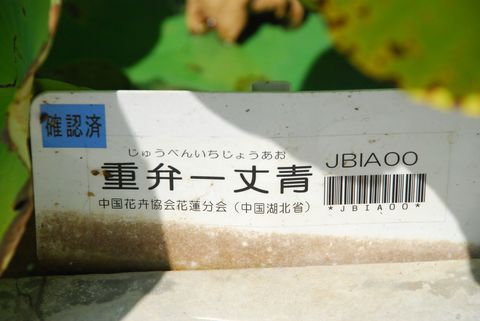 確認済
じゅうべんいちじょうあお
重弁一丈青
JBIA00
中国花卉協会花蓮分会（中国湖北省）
*JBIA00*